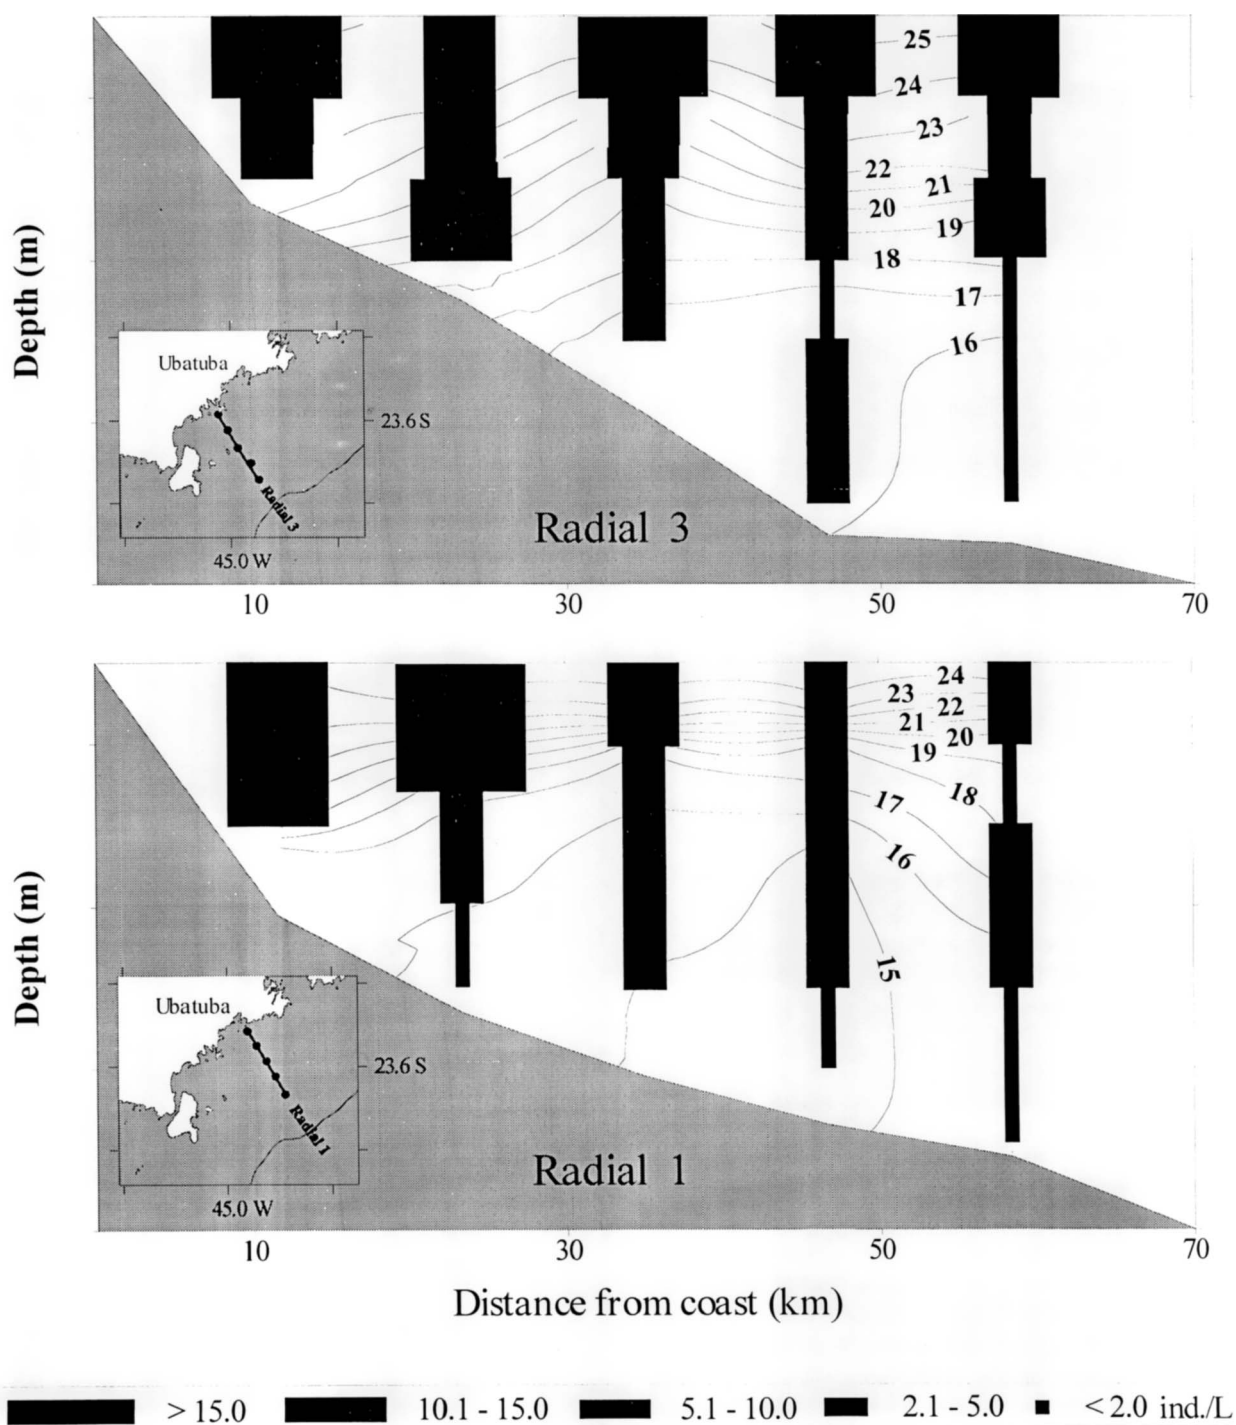 25
24
23
22
21
20
19
18
17
16
Depth (m)
Ubatuba
23.6 S
Radial 3
45.0 W
Radial 3
10 30 50 70
24
23
22
21
20
19
18
17
16
15
Depth (m)
Ubatuba
23.6 S
Radial 1
45.0 W
Radial 1
10 30 50 70
Distance from coast (km)
> 15.0 10.1 - 15.0 5.1 - 10.0 2.1 - 5.0 < 2.0 ind./L